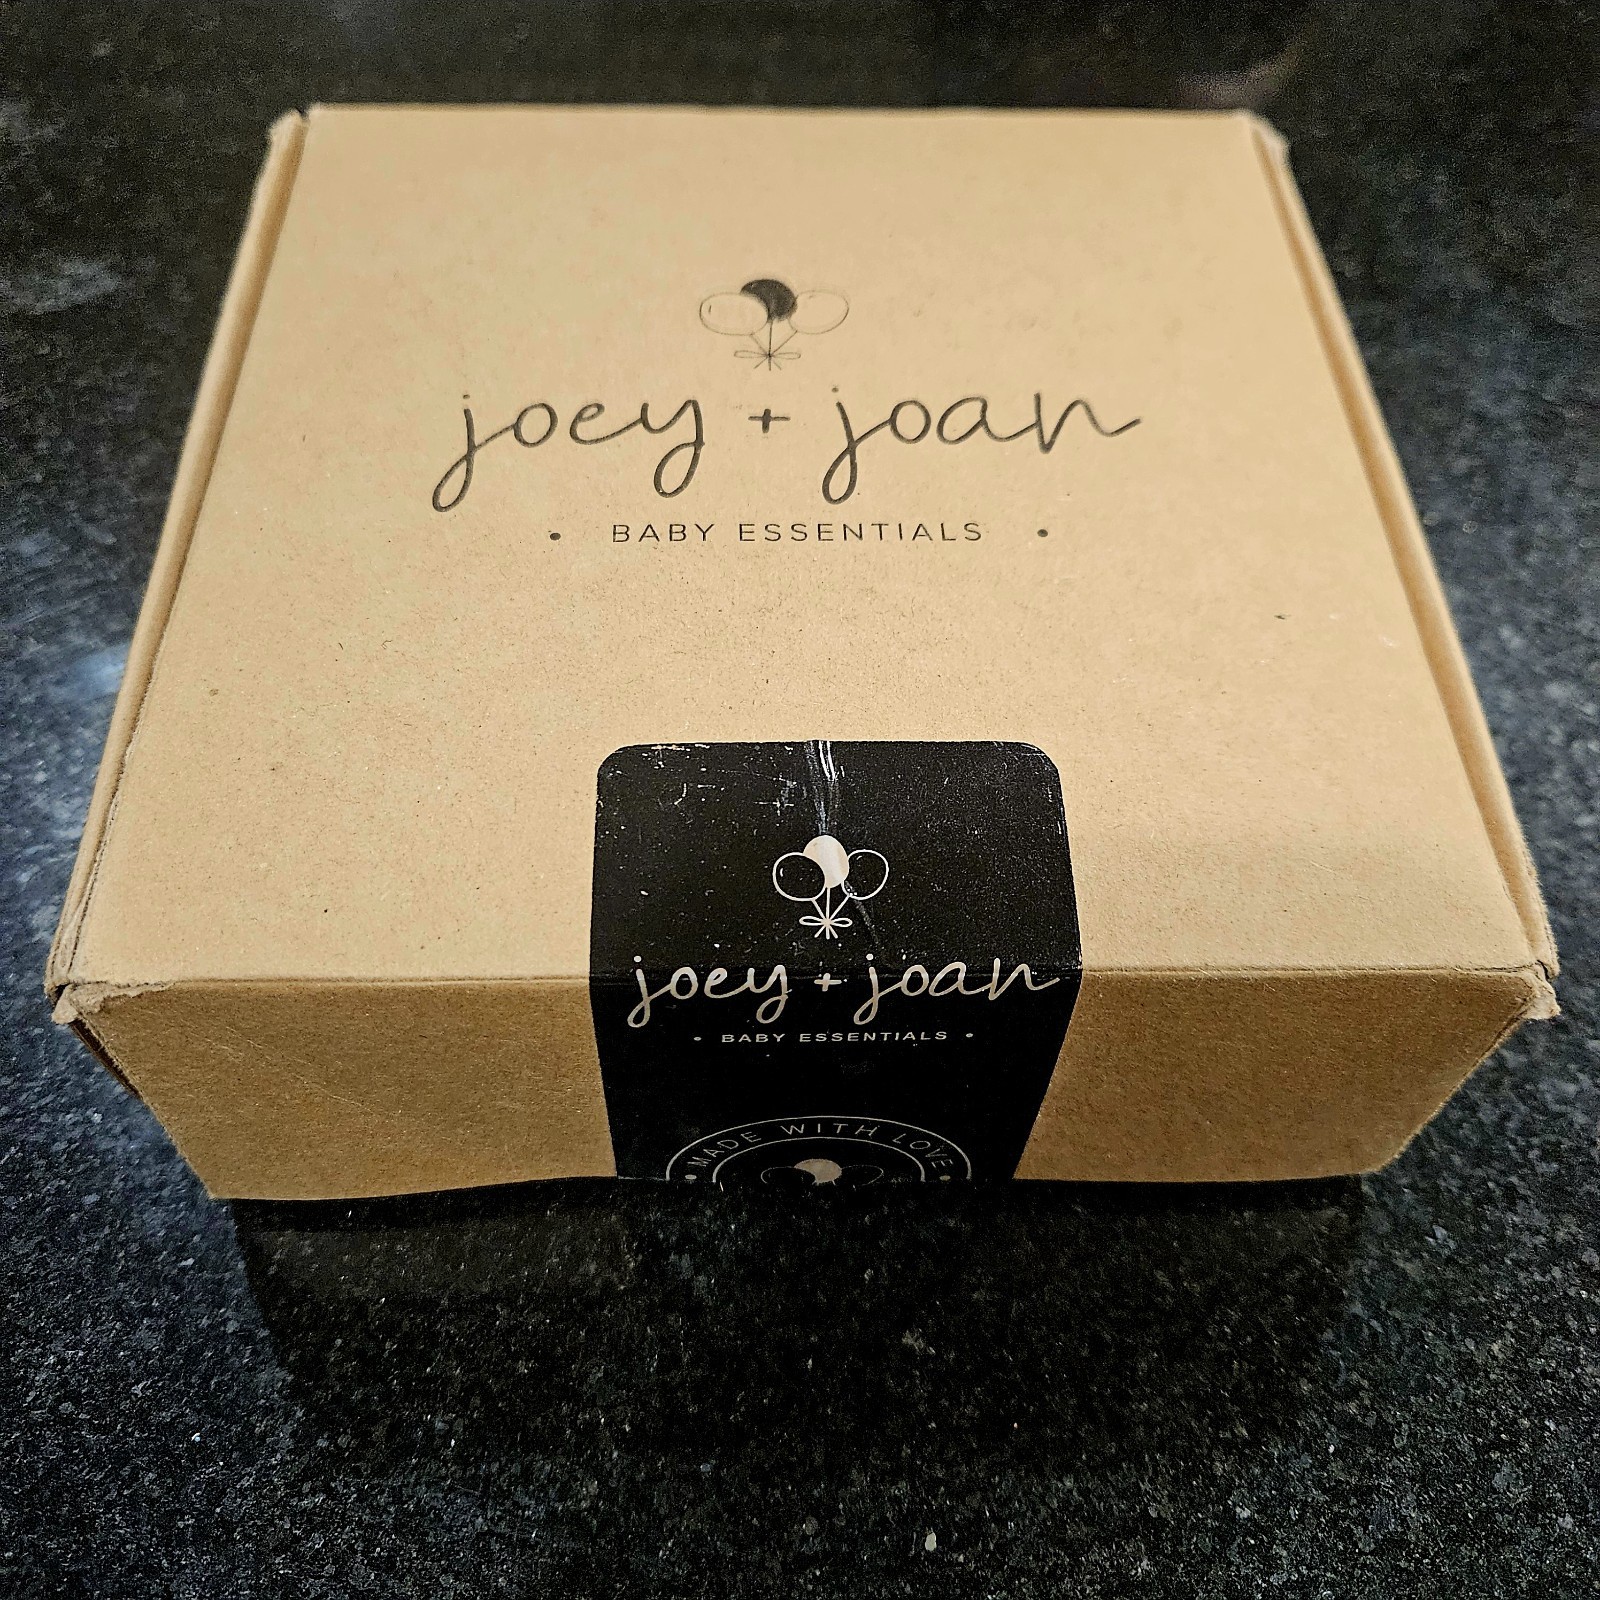 joey + joan
• BABY ESSENTIALS •
joey + joan
• BABY ESSENTIALS •
• MADE WITH LOVE •